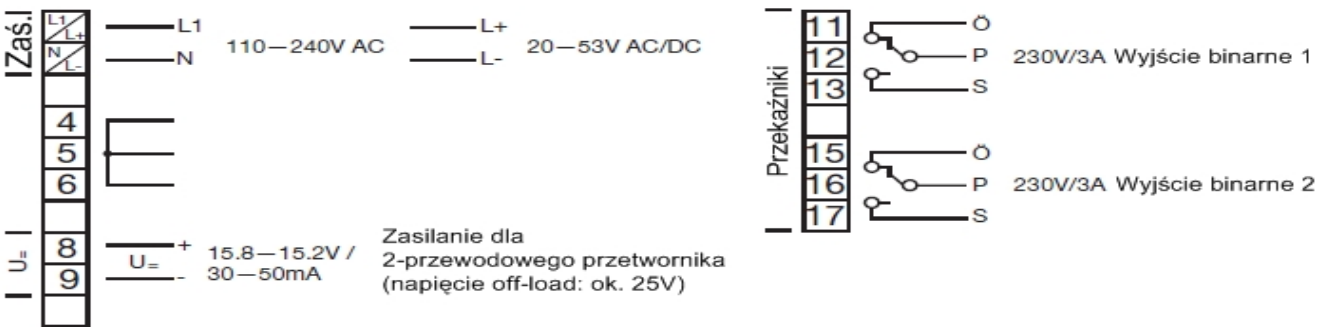 Zaś.
L1 L+
N L-
L1
N
110–240V AC
L+
L-
20–53V AC/DC
4
5
6
U=
8
9
+
U=
-
15.8–15.2V /
30–50mA
Zasilanie dla
2-przewodowego przetwornika
(napięcie off-load: ok. 25V)
Przekaźniki
11
12
13
Ö
P
S
230V/3A Wyjście binarne 1
15
16
17
Ö
P
S
230V/3A Wyjście binarne 2